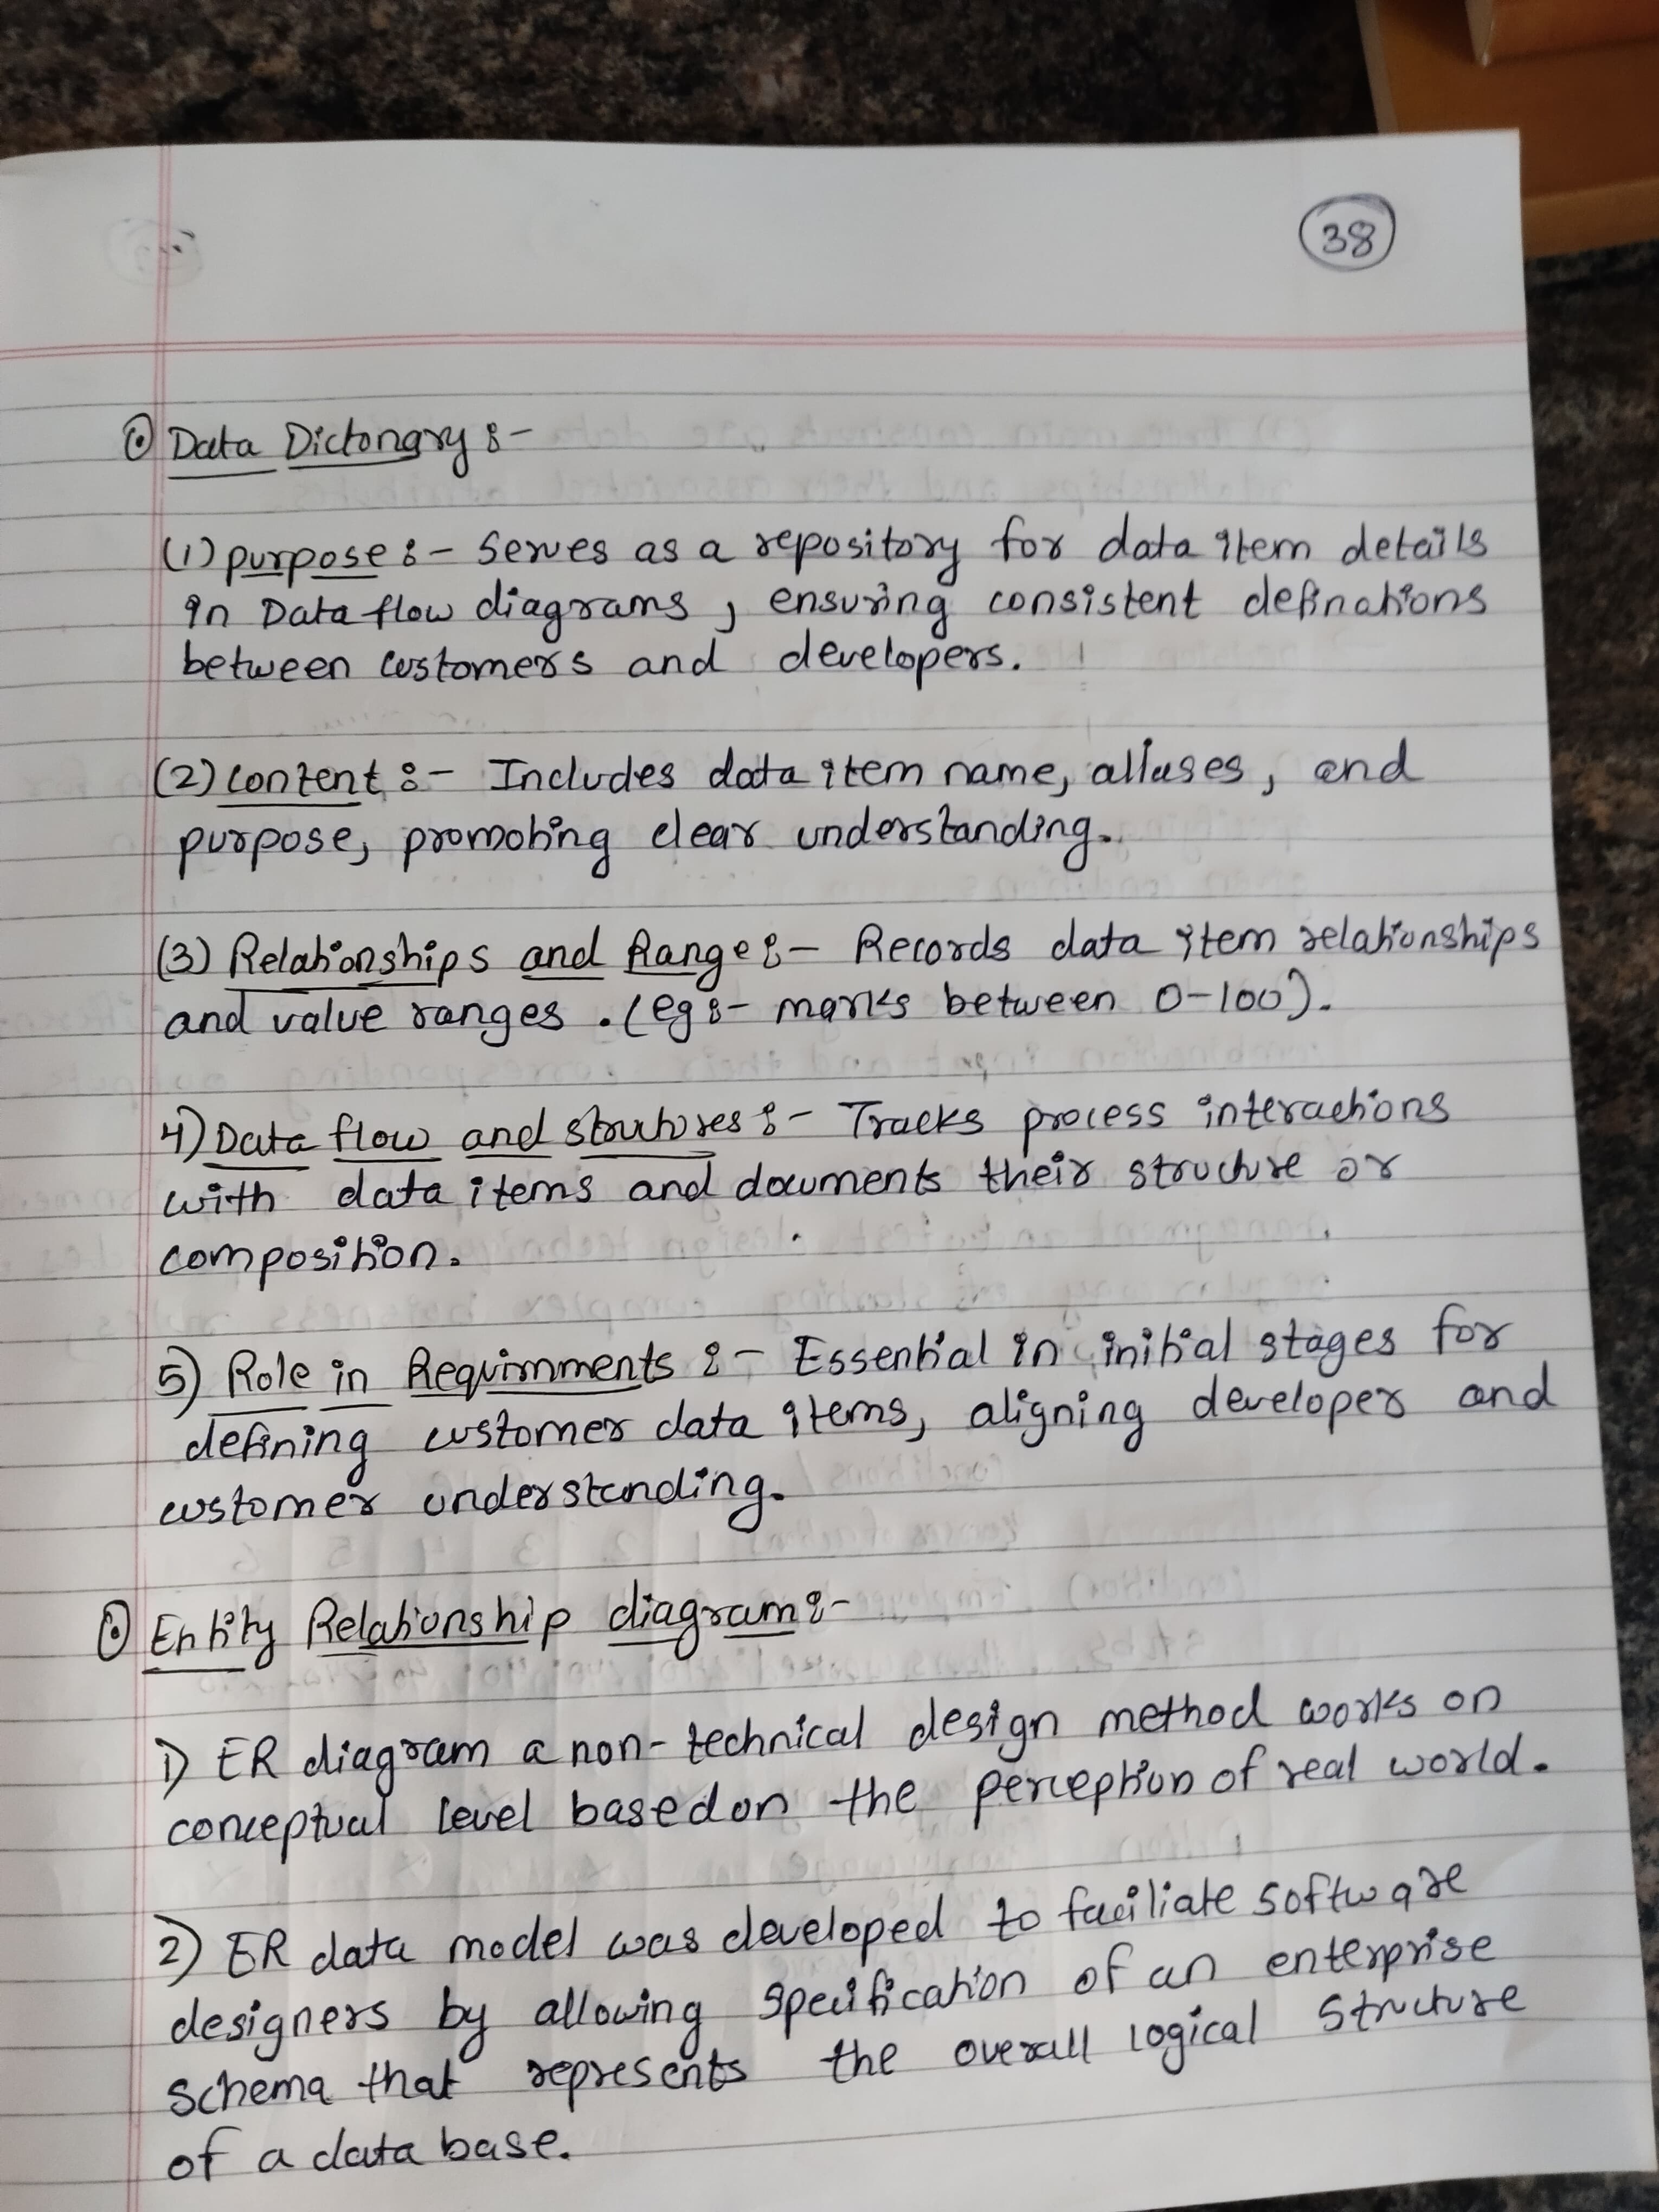 38
Data Dictongry :-
(1) purpose :- Serves as a repository for data item details
in Data flow diagrams, ensuring consistent definations
between customers and developers.
(2) content :- Includes data item name, aliases, and
purpose, promoting clear understanding.
(3) Relationships and Range :- Records data item relationships
and value ranges. (eg :- marks between 0-100).
4) Data flow and structures :- Tracks process interactions
with data items and documents their structure or
composition.
5) Role in Requirnments :- Essential in initial stages for
defining customer data items, aligning developer and
customer understanding.
Entity Relationship diagram :-
1) ER diagram a non-technical design method works on
conceptual level based on the perception of real world.
2) ER data model was developed to faciliate software
designers by allowing specification of an enterprise
schema that represents the overall logical structure
of a data base.